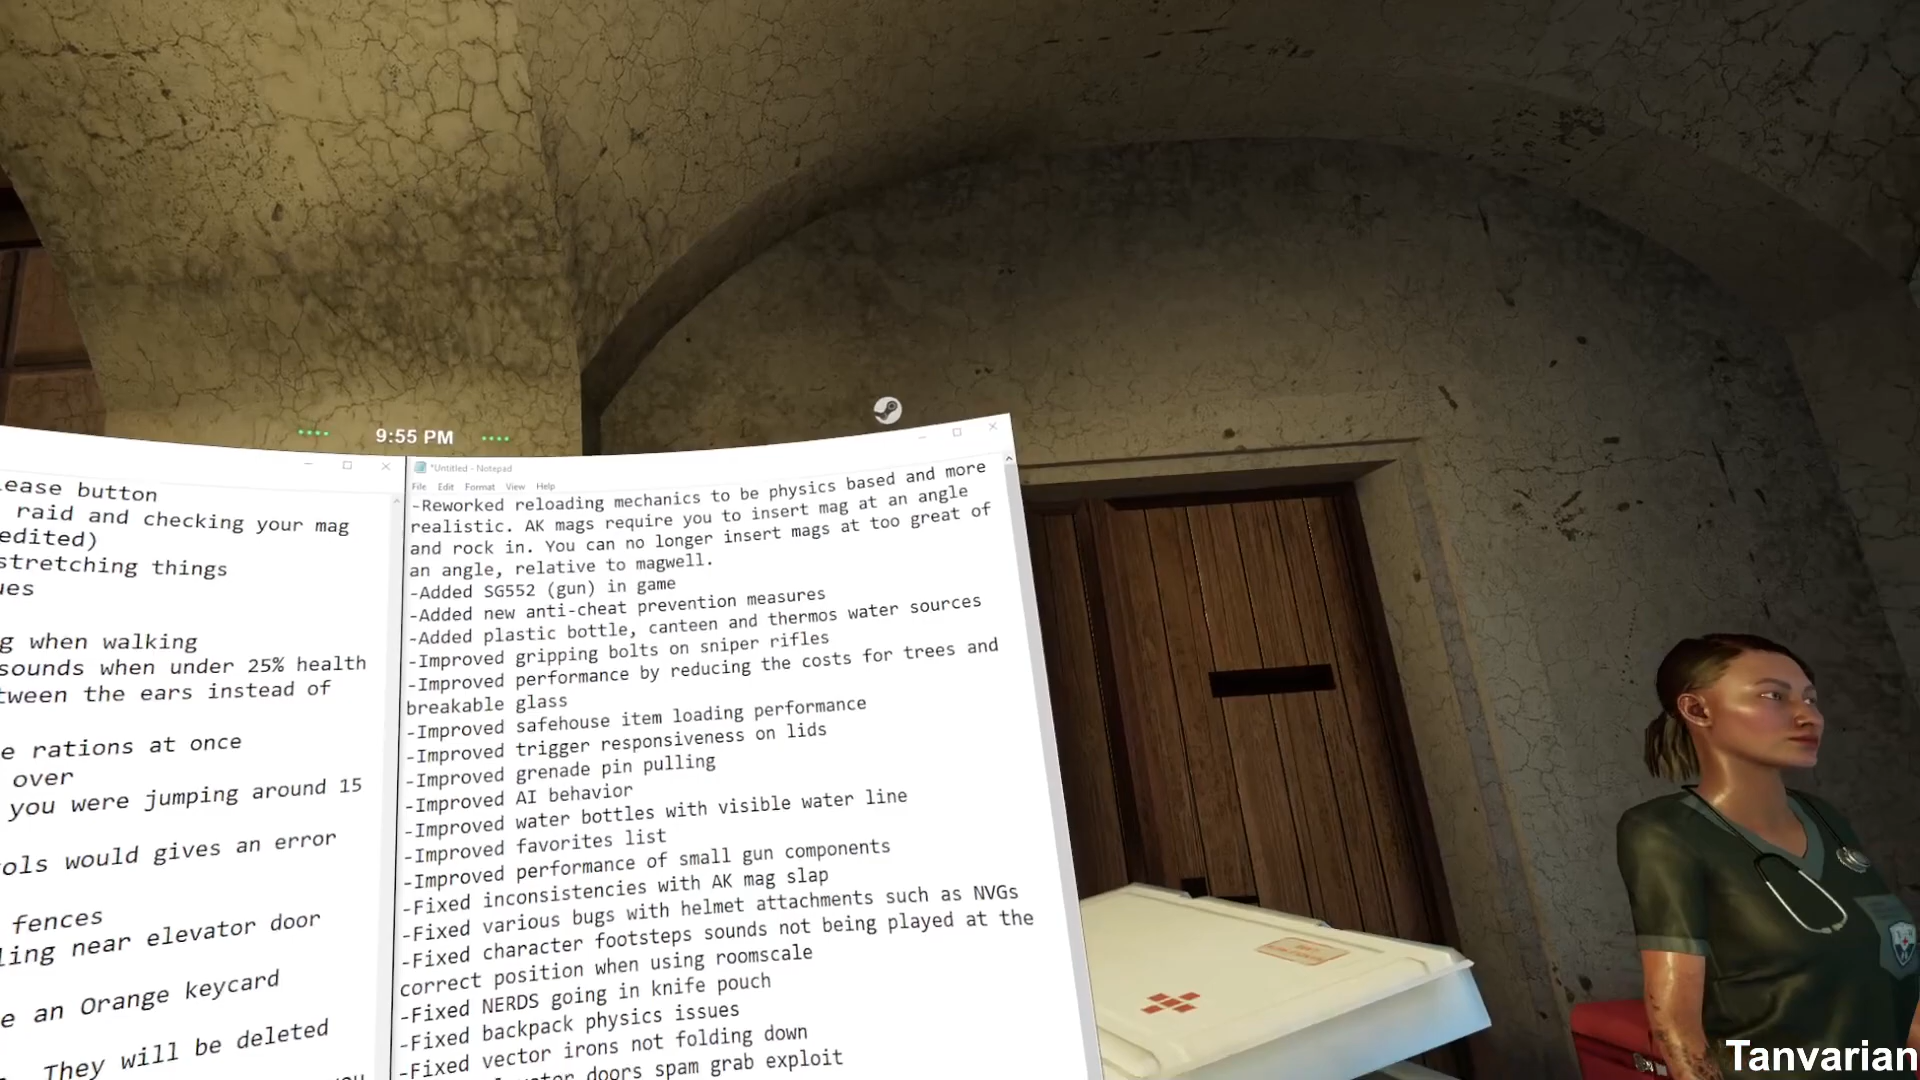 9:55 PM
ease button
raid and checking your mag
edited)
stretching things
ues
g when walking
sounds when under 25% health
tween the ears instead of
e rations at once
over
you were jumping around 15
ols would gives an error
fences
ling near elevator door
e an Orange keycard
. They will be deleted
*Untitled - Notepad
File Edit Format View Help
-Reworked reloading mechanics to be physics based and more
realistic. AK mags require you to insert mag at an angle
and rock in. You can no longer insert mags at too great of
an angle, relative to magwell.
-Added SG552 (gun) in game
-Added new anti-cheat prevention measures
-Added plastic bottle, canteen and thermos water sources
-Improved gripping bolts on sniper rifles
-Improved performance by reducing the costs for trees and
breakable glass
-Improved safehouse item loading performance
-Improved trigger responsiveness on lids
-Improved grenade pin pulling
-Improved AI behavior
-Improved water bottles with visible water line
-Improved favorites list
-Improved performance of small gun components
-Fixed inconsistencies with AK mag slap
-Fixed various bugs with helmet attachments such as NVGs
-Fixed character footsteps sounds not being played at the
correct position when using roomscale
-Fixed NERDS going in knife pouch
-Fixed backpack physics issues
-Fixed vector irons not folding down
doors spam grab exploit
Tanvarian